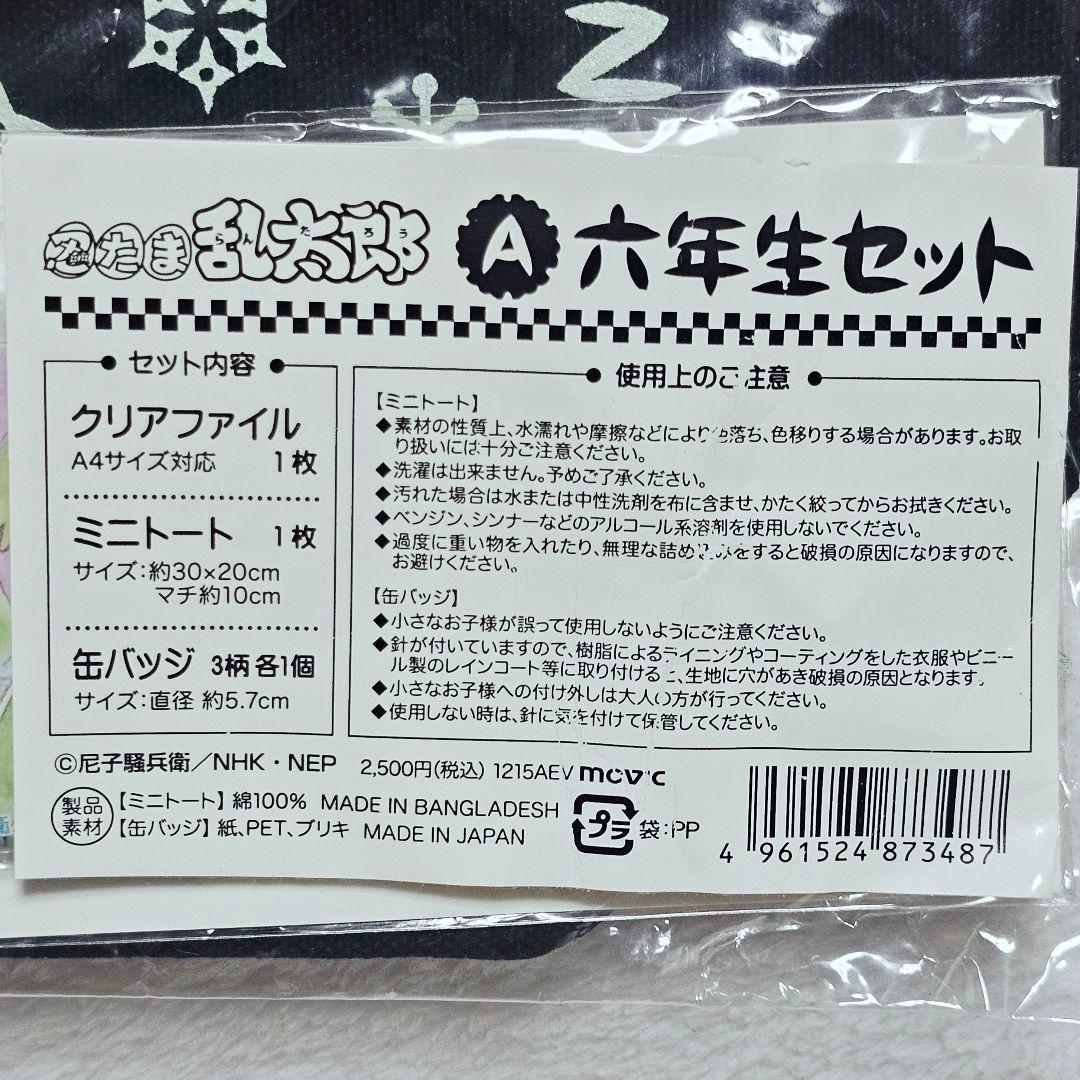 忍たま乱太郎
らんたろう
A 六年生セット
セット内容
クリアファイル
A4サイズ対応 1枚
ミニトート 1枚
サイズ:約30×20cm
マチ約10cm
缶バッジ 3柄各1個
サイズ:直径 約5.7cm
使用上のご注意
【ミニトート】
◆素材の性質上、水濡れや摩擦などにより色落ち、色移りする場合があります。お取
り扱いには十分ご注意ください。
◆洗濯は出来ません。予めご了承ください。
◆汚れた場合は水または中性洗剤を布に含ませ、かたく絞ってからお拭きください。
◆ベンジン、シンナーなどのアルコール系溶剤を使用しないでください。
◆過度に重い物を入れたり、無理な詰め込みをすると破損の原因になりますので、
お避けください。
【缶バッジ】
◆小さなお子様が誤って使用しないようにご注意ください。
◆針が付いていますので、樹脂によるライニングやコーティングをした衣服やビニー
ル製のレインコート等に取り付けると、生地に穴があき破損の原因となります。
◆小さなお子様への付け外しは大人の方が行ってください。
◆使用しない時は、針に気を付けて保管してください。
©尼子騒兵衛/NHK・NEP 2,500円(税込) 1215AEV movic
製品
素材
【ミニトート】 綿100% MADE IN BANGLADESH
【缶バッジ】 紙、PET、ブリキ MADE IN JAPAN
プラ 袋:PP
4 961524 873487